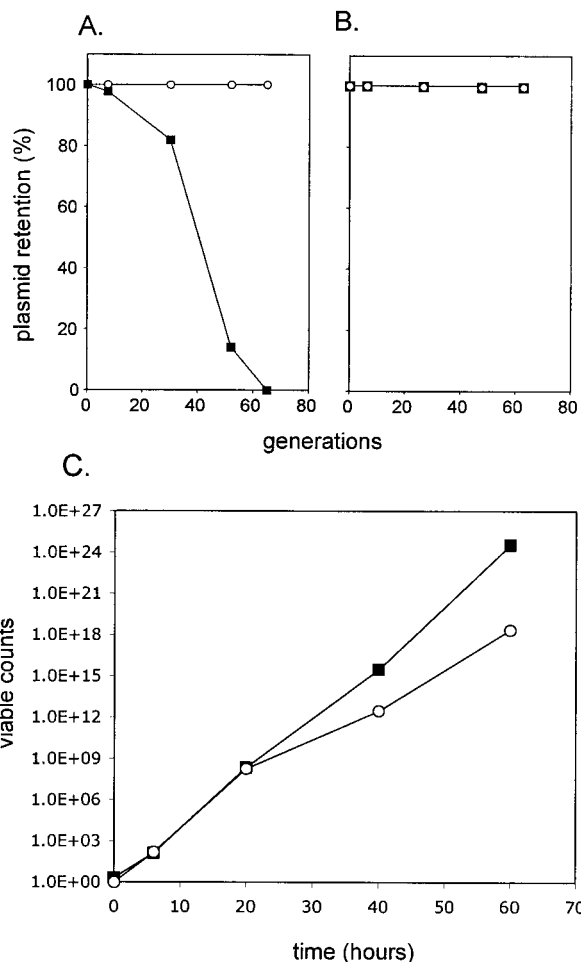 A.
B.
plasmid retention (%)
100
80
60
40
20
0
0 20 40 60 80
0 20 40 60 80
generations
C.
viable counts
1.0E+27
1.0E+24
1.0E+21
1.0E+18
1.0E+15
1.0E+12
1.0E+09
1.0E+06
1.0E+03
1.0E+00
0 10 20 30 40 50 60 70
time (hours)